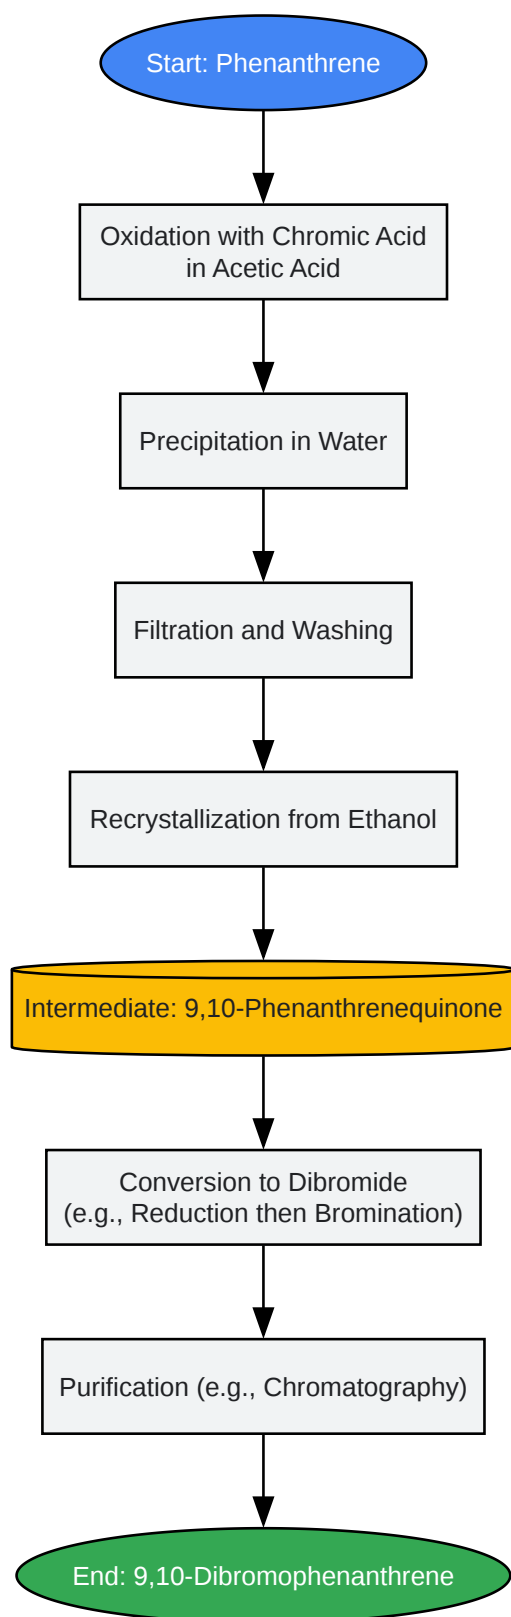 Start: Phenanthrene
Oxidation with Chromic Acid
in Acetic Acid
Precipitation in Water
Filtration and Washing
Recrystallization from Ethanol
Intermediate: 9,10-Phenanthrenequinone
Conversion to Dibromide
(e.g., Reduction then Bromination)
Purification (e.g., Chromatography)
End: 9,10-Dibromophenanthrene